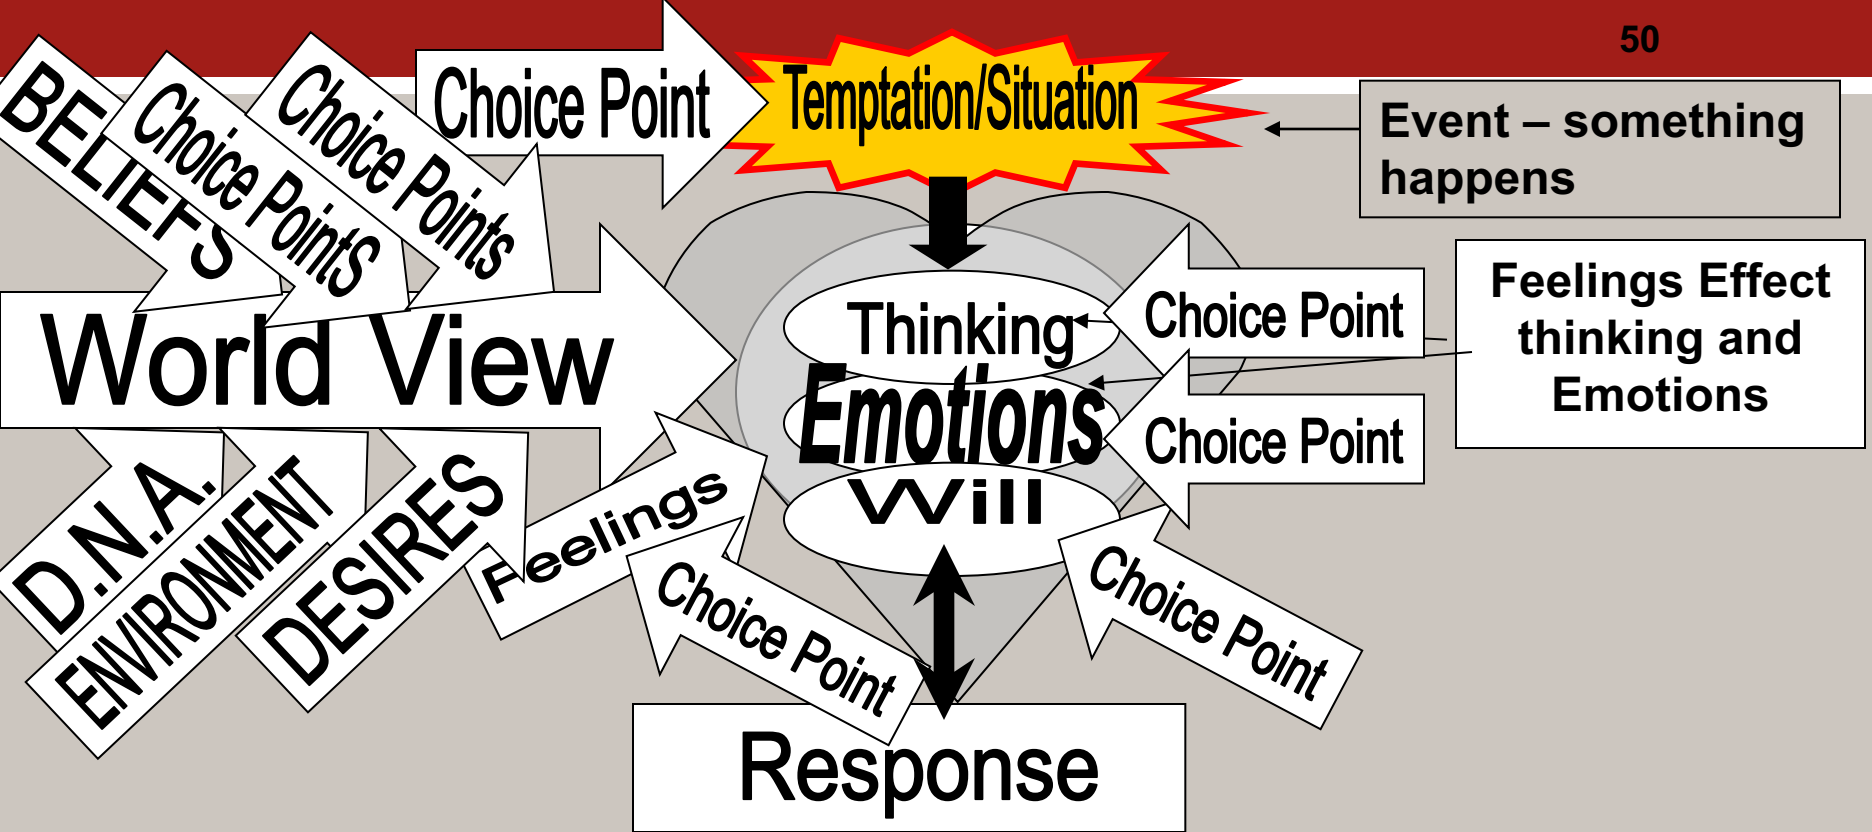 50
Choice Point
Temptation/Situation
Event – something
happens
BELIEFS
Choice PointS
Choice Points
World View
Thinking
Emotions
Will
Choice Point
Choice Point
Feelings Effect
thinking and
Emotions
D.N.A.
ENVIRONMENT
DESIRES
Feelings
Choice Point
Choice Point
Response